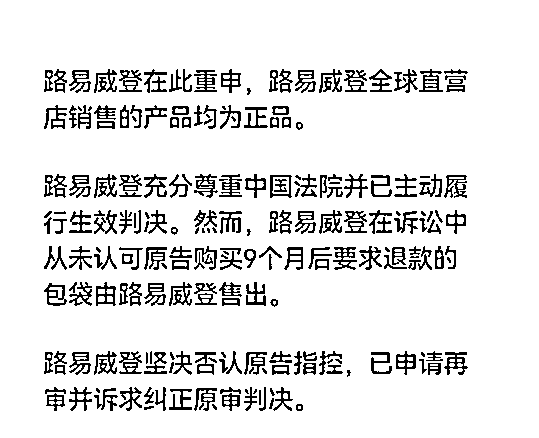 路易威登在此重申，路易威登全球直营
店销售的产品均为正品。
路易威登充分尊重中国法院并已主动履
行生效判决。然而，路易威登在诉讼中
从未认可原告购买9个月后要求退款的
包袋由路易威登售出。
路易威登坚决否认原告指控，已申请再
审并诉求纠正原审判决。